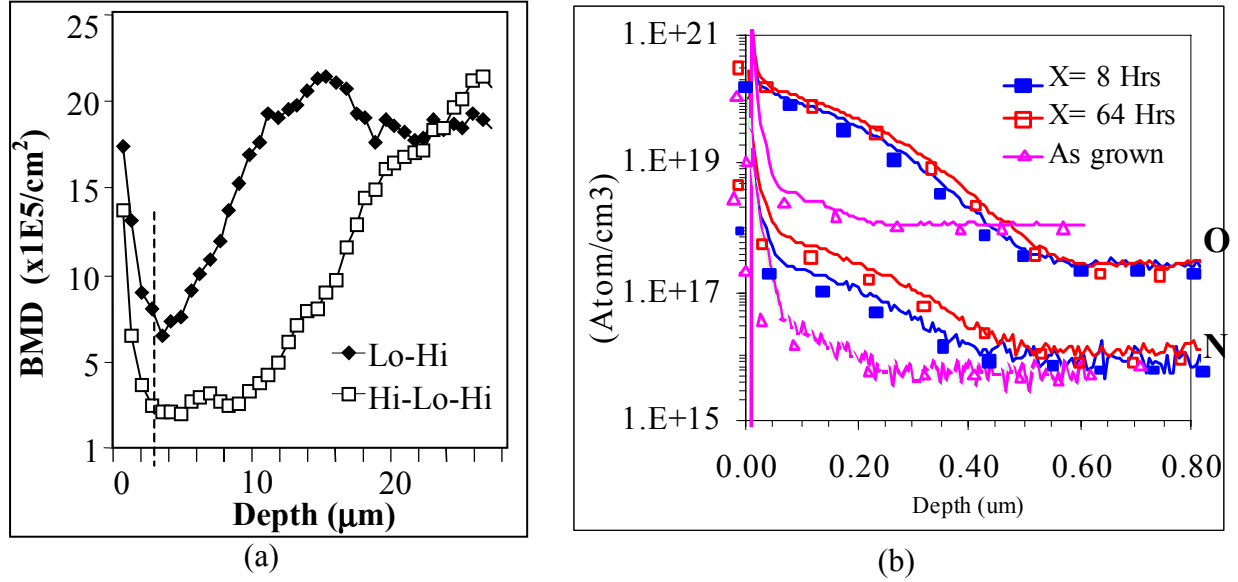 25
20
15
10
5
1
BMD (x1E5/cm²)
0
10
20
Depth (μm)
Lo-Hi
Hi-Lo-Hi
(a)
1.E+21
1.E+19
1.E+17
1.E+15
(Atom/cm3)
0.00
0.20
0.40
0.60
0.80
Depth (um)
X= 8 Hrs
X= 64 Hrs
As grown
O
N
(b)